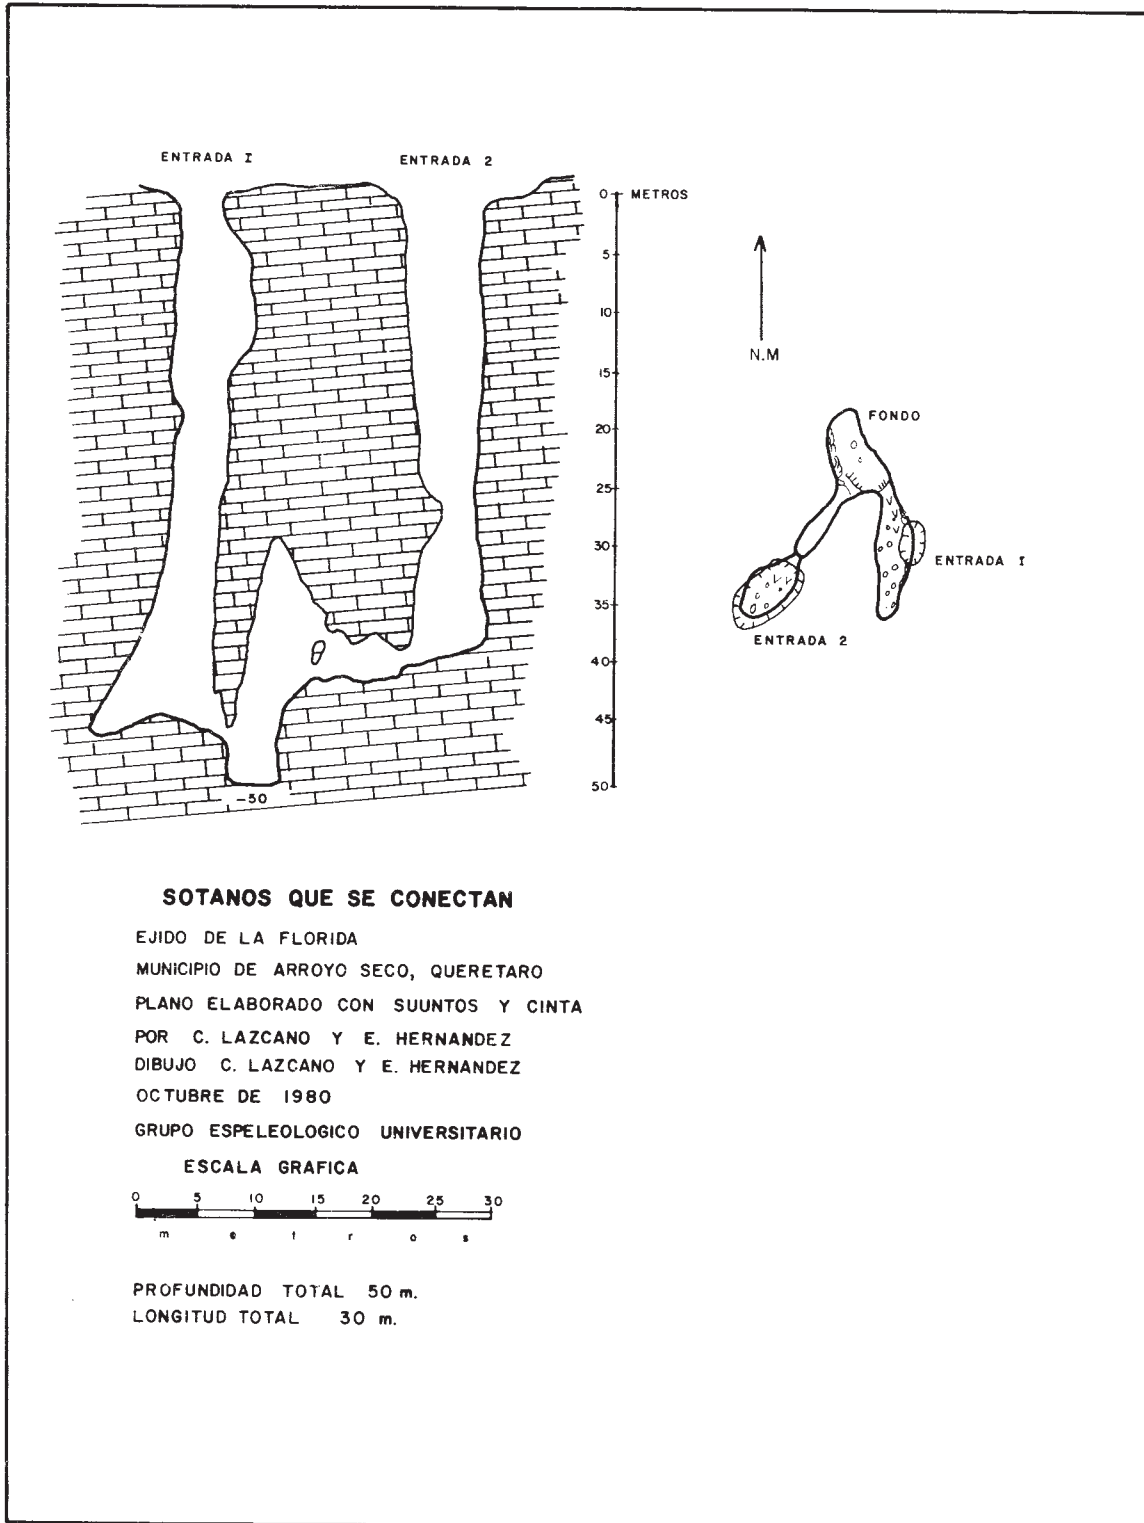 ENTRADA I
ENTRADA 2
0 METROS
5
10
15
20
25
30
35
40
45
50
-50
N.M
FONDO
ENTRADA I
ENTRADA 2
SOTANOS QUE SE CONECTAN
EJIDO DE LA FLORIDA
MUNICIPIO DE ARROYO SECO, QUERETARO
PLANO ELABORADO CON SUUNTOS Y CINTA
POR C. LAZCANO Y E. HERNANDEZ
DIBUJO C. LAZCANO Y E. HERNANDEZ
OCTUBRE DE 1980
GRUPO ESPELEOLOGICO UNIVERSITARIO
ESCALA GRAFICA
0 5 10 15 20 25 30
m e t r o s
PROFUNDIDAD TOTAL 50 m.
LONGITUD TOTAL 30 m.